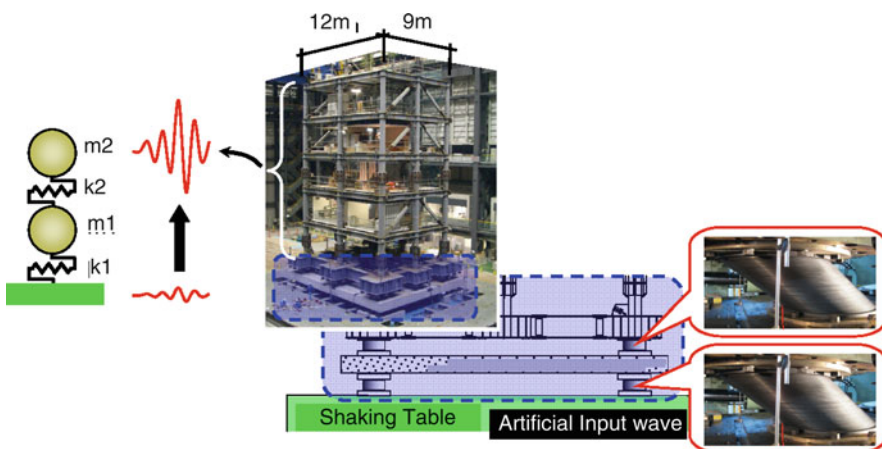 12m
9m
m2
k2
m1
k1
Shaking Table
Artificial Input wave